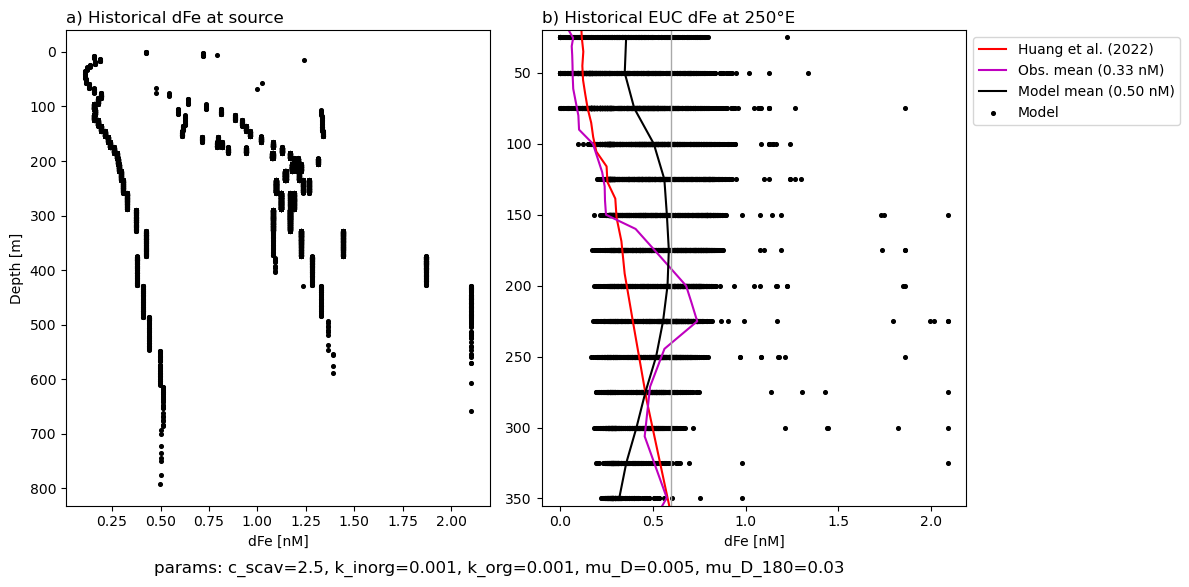 a) Historical dFe at source
b) Historical EUC dFe at 250°E
0
100
200
300
400
500
600
700
800
Depth [m]
0.25
0.50
0.75
1.00
1.25
1.50
1.75
2.00
dFe [nM]
50
100
150
200
250
300
350
0.0
0.5
1.0
1.5
2.0
dFe [nM]
Huang et al. (2022)
Obs. mean (0.33 nM)
Model mean (0.50 nM)
Model
params: c_scav=2.5, k_inorg=0.001, k_org=0.001, mu_D=0.005, mu_D_180=0.03